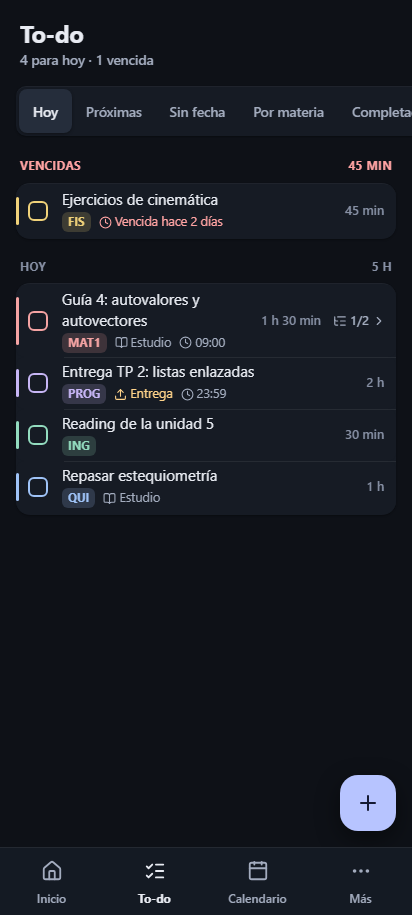 To-do
4 para hoy · 1 vencida
Hoy Próximas Sin fecha Por materia Completa
VENCIDAS 45 MIN
Ejercicios de cinemática
45 min
FIS Vencida hace 2 días
HOY 5 H
Guía 4: autovalores y
autovectores
1 h 30 min 1/2
MAT1 Estudio 09:00
Entrega TP 2: listas enlazadas
2 h
PROG Entrega 23:59
Reading de la unidad 5
30 min
ING
Repasar estequiometría
1 h
QUI Estudio
Inicio To-do Calendario Más